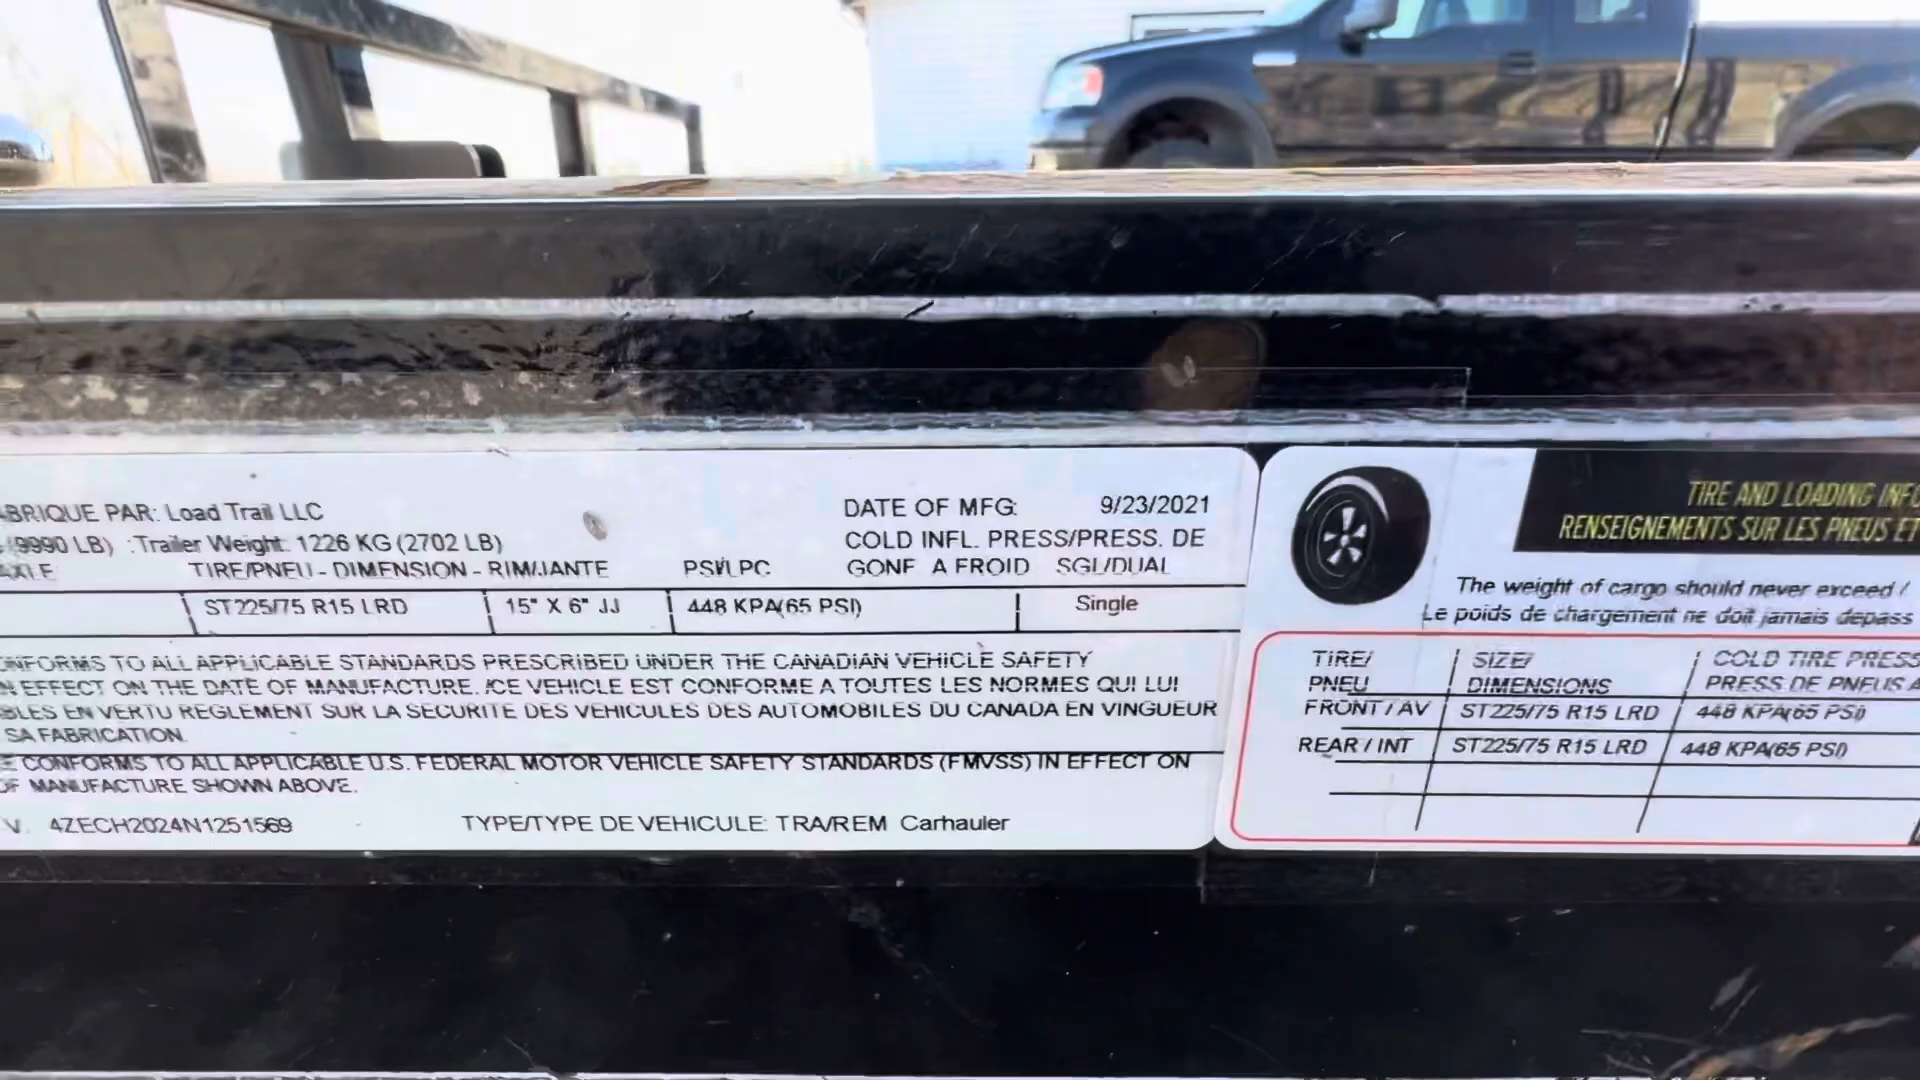 ABRIQUE PAR: Load Trail LLC
DATE OF MFG: 9/23/2021
(9990 LB) :Trailer Weight: 1226 KG (2702 LB)
COLD INFL. PRESS/PRESS. DE
AXLE TIRE/PNEU - DIMENSION - RIM/JANTE PSI/LPC GONF A FROID SGL/DUAL
ST225/75 R15 LRD 15" X 6" JJ 448 KPA(65 PSI) Single
ONFORMS TO ALL APPLICABLE STANDARDS PRESCRIBED UNDER THE CANADIAN VEHICLE SAFETY
N EFFECT ON THE DATE OF MANUFACTURE. /CE VEHICLE EST CONFORME A TOUTES LES NORMES QUI LUI
BLES EN VERTU REGLEMENT SUR LA SECURITE DES VEHICULES DES AUTOMOBILES DU CANADA EN VINGUEUR
SA FABRICATION.
E CONFORMS TO ALL APPLICABLE U.S. FEDERAL MOTOR VEHICLE SAFETY STANDARDS (FMVSS) IN EFFECT ON
OF MANUFACTURE SHOWN ABOVE.
V. 4ZECH2024N1251569 TYPE/TYPE DE VEHICULE: TRA/REM Carhauler
TIRE AND LOADING INFO
RENSEIGNEMENTS SUR LES PNEUS ET
The weight of cargo should never exceed /
Le poids de chargement ne doit jamais depass
TIRE/ SIZE/ COLD TIRE PRESS
PNEU DIMENSIONS PRESS DE PNEUS A
FRONT / AV ST225/75 R15 LRD 448 KPA(65 PSI)
REAR / INT ST225/75 R15 LRD 448 KPA(65 PSI)